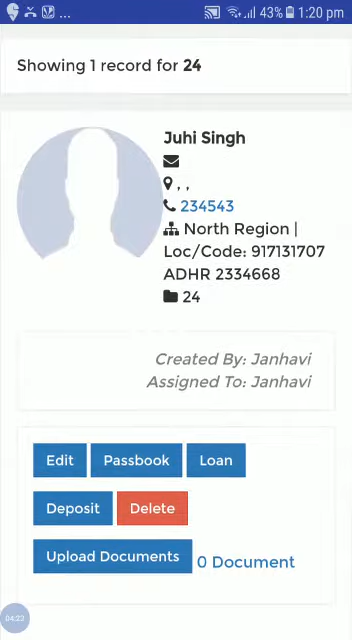 ... 43% 1:20 pm
Showing 1 record for 24
Juhi Singh
, ,
234543
North Region |
Loc/Code: 917131707
ADHR 2334668
24
Created By: Janhavi
Assigned To: Janhavi
Edit Passbook Loan
Deposit Delete
Upload Documents 0 Document
04:22